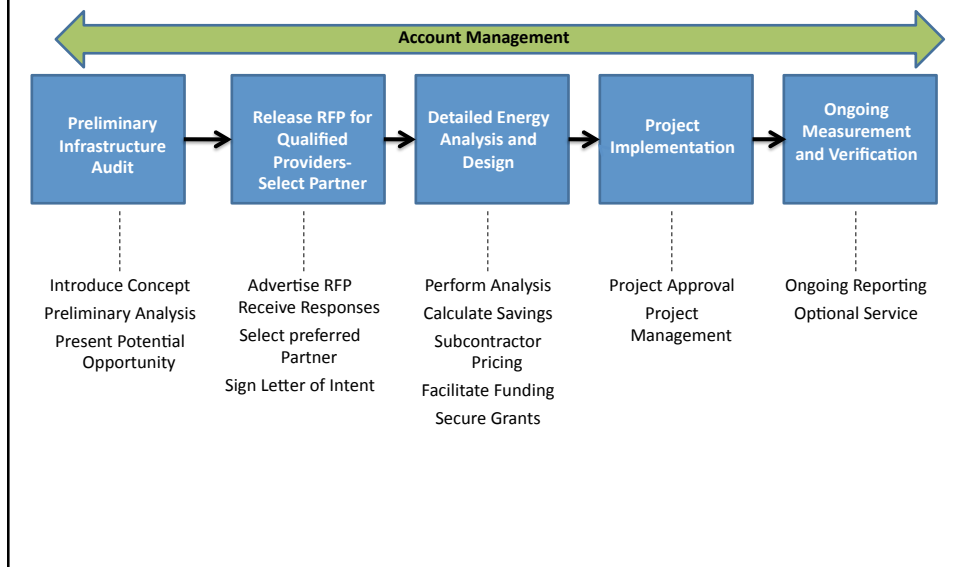 Account Management
Preliminary
Infrastructure
Audit
Release RFP for
Qualified
Providers-
Select Partner
Detailed Energy
Analysis and
Design
Project
Implementation
Ongoing
Measurement
and Verification
Introduce Concept
Preliminary Analysis
Present Potential
Opportunity
Advertise RFP
Receive Responses
Select preferred
Partner
Sign Letter of Intent
Perform Analysis
Calculate Savings
Subcontractor
Pricing
Facilitate Funding
Secure Grants
Project Approval
Project
Management
Ongoing Reporting
Optional Service